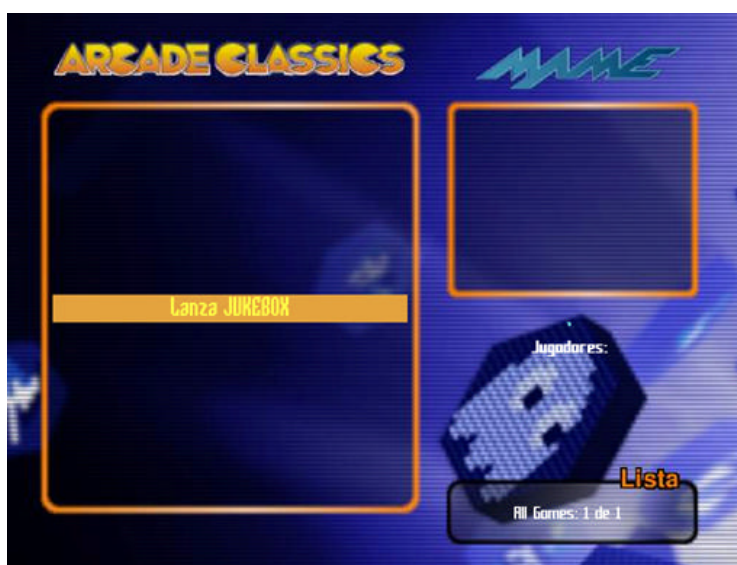 ARCADE CLASSICS
MAME
Lanza JUKEBOX
Jugadores:
Lista
All Games: 1 de 1